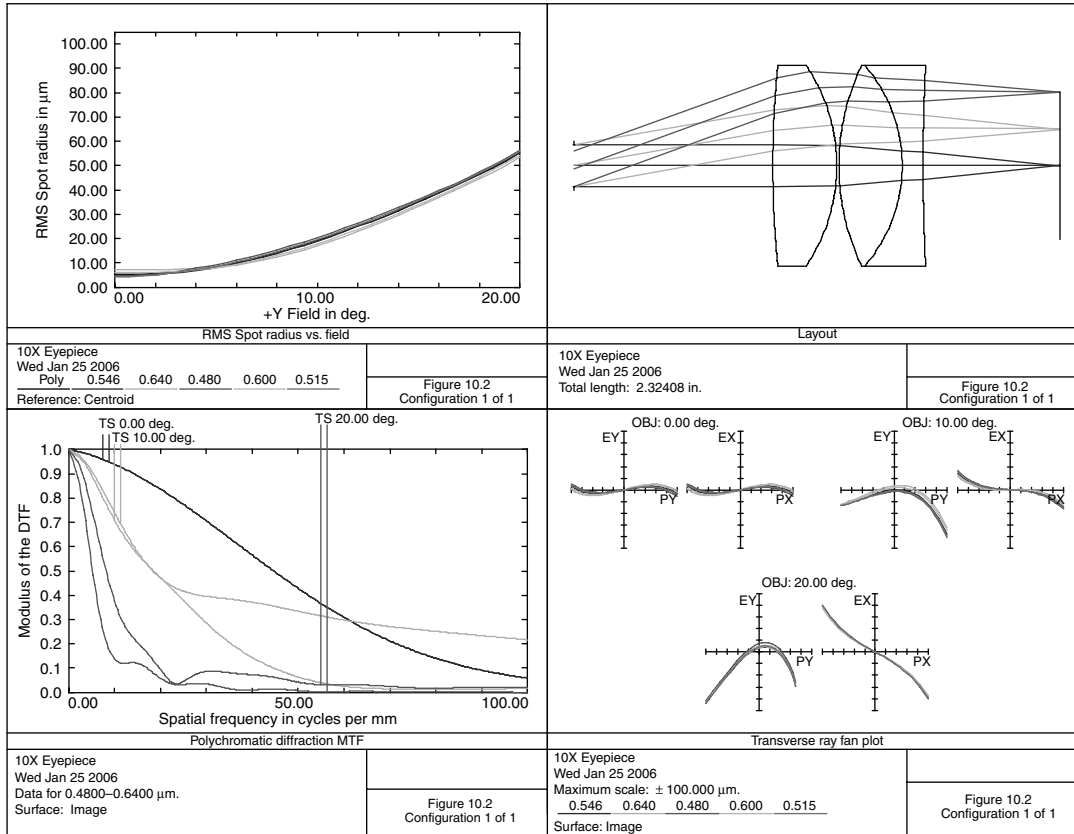 100.00
90.00
80.00
70.00
60.00
50.00
40.00
30.00
20.00
10.00
0.00
RMS Spot radius in μm
0.00 10.00 20.00
+Y Field in deg.
RMS Spot radius vs. field
10X Eyepiece
Wed Jan 25 2006
Poly 0.546 0.640 0.480 0.600 0.515
Reference: Centroid
Figure 10.2
Configuration 1 of 1
Layout
10X Eyepiece
Wed Jan 25 2006
Total length: 2.32408 in.
Figure 10.2
Configuration 1 of 1
TS 0.00 deg.
TS 10.00 deg.
TS 20.00 deg.
1.0
0.9
0.8
0.7
0.6
0.5
0.4
0.3
0.2
0.1
0.0
Modulus of the DTF
0.00 50.00 100.00
Spatial frequency in cycles per mm
Polychromatic diffraction MTF
10X Eyepiece
Wed Jan 25 2006
Data for 0.4800–0.6400 μm.
Surface: Image
Figure 10.2
Configuration 1 of 1
OBJ: 0.00 deg.
EY EX
PY PX
OBJ: 10.00 deg.
EY EX
PY PX
OBJ: 20.00 deg.
EY EX
PY PX
Transverse ray fan plot
10X Eyepiece
Wed Jan 25 2006
Maximum scale: ± 100.000 μm.
0.546 0.640 0.480 0.600 0.515
Surface: Image
Figure 10.2
Configuration 1 of 1